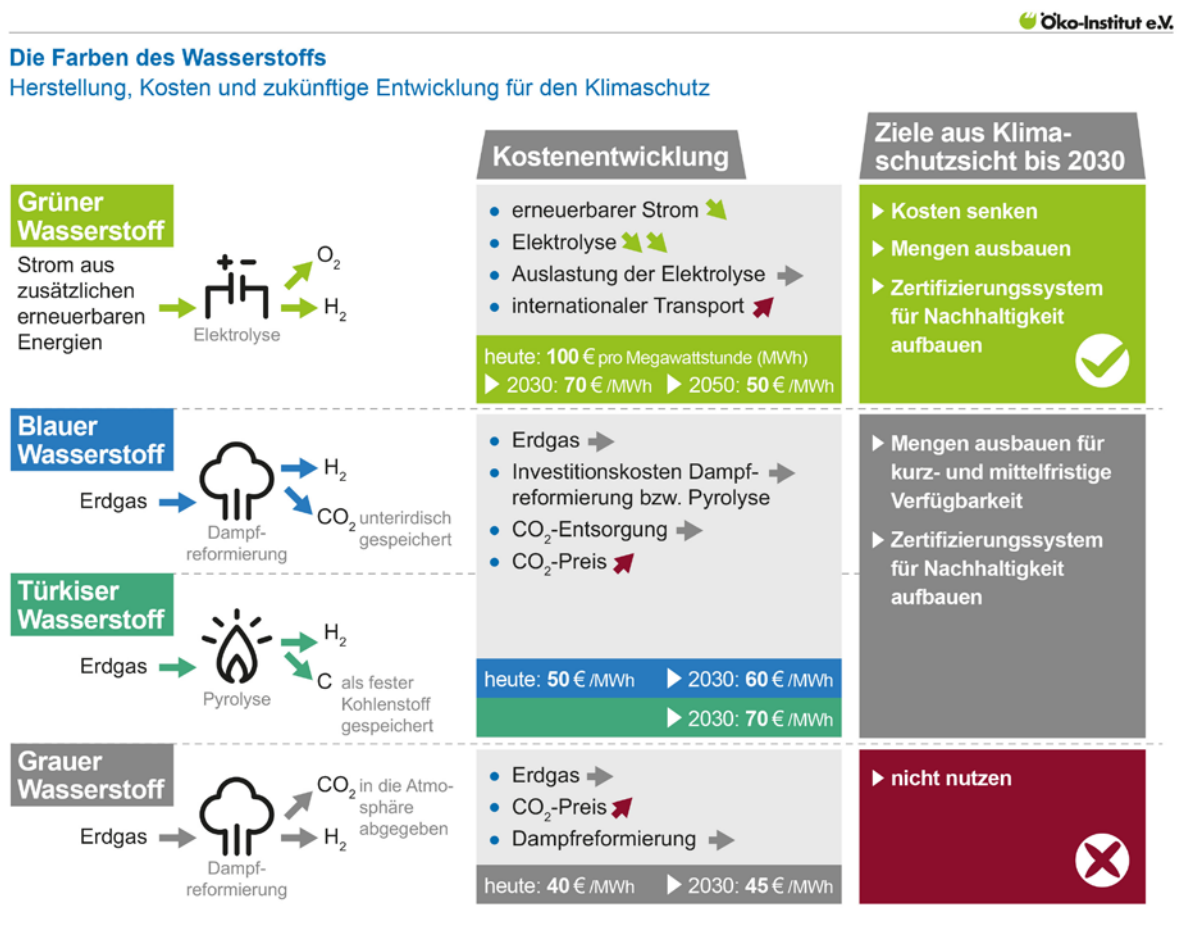 Öko-Institut e.V.
Die Farben des Wasserstoffs
Herstellung, Kosten und zukünftige Entwicklung für den Klimaschutz
Kostenentwicklung
Ziele aus Klima-
schutzsicht bis 2030
Grüner
Wasserstoff
Strom aus
zusätzlichen
erneuerbaren
Energien
+ -
Elektrolyse
O₂
H₂
• erneuerbarer Strom
• Elektrolyse
• Auslastung der Elektrolyse
• internationaler Transport
heute: 100 € pro Megawattstunde (MWh)
▶ 2030: 70 € /MWh ▶ 2050: 50 € /MWh
▶ Kosten senken
▶ Mengen ausbauen
▶ Zertifizierungssystem
für Nachhaltigkeit
aufbauen
Blauer
Wasserstoff
Erdgas
Dampf-
reformierung
H₂
CO₂ unterirdisch
gespeichert
• Erdgas
• Investitionskosten Dampf-
reformierung bzw. Pyrolyse
• CO₂-Entsorgung
• CO₂-Preis
▶ Mengen ausbauen für
kurz- und mittelfristige
Verfügbarkeit
▶ Zertifizierungssystem
für Nachhaltigkeit
aufbauen
Türkiser
Wasserstoff
Erdgas
Pyrolyse
H₂
C als fester
Kohlenstoff
gespeichert
heute: 50 € /MWh ▶ 2030: 60 € /MWh
▶ 2030: 70 € /MWh
Grauer
Wasserstoff
Erdgas
Dampf-
reformierung
CO₂ in die Atmo-
sphäre
abgegeben
H₂
• Erdgas
• CO₂-Preis
• Dampfreformierung
heute: 40 € /MWh ▶ 2030: 45 € /MWh
▶ nicht nutzen